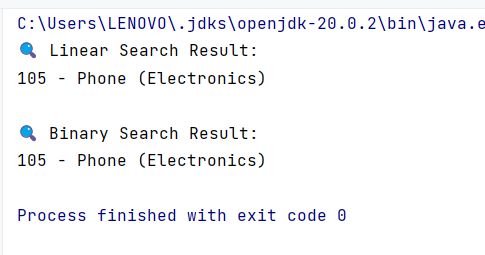 C:\Users\LENOVO\.jdks\openjdk-20.0.2\bin\java.e
🔍 Linear Search Result:
105 - Phone (Electronics)
🔍 Binary Search Result:
105 - Phone (Electronics)
Process finished with exit code 0